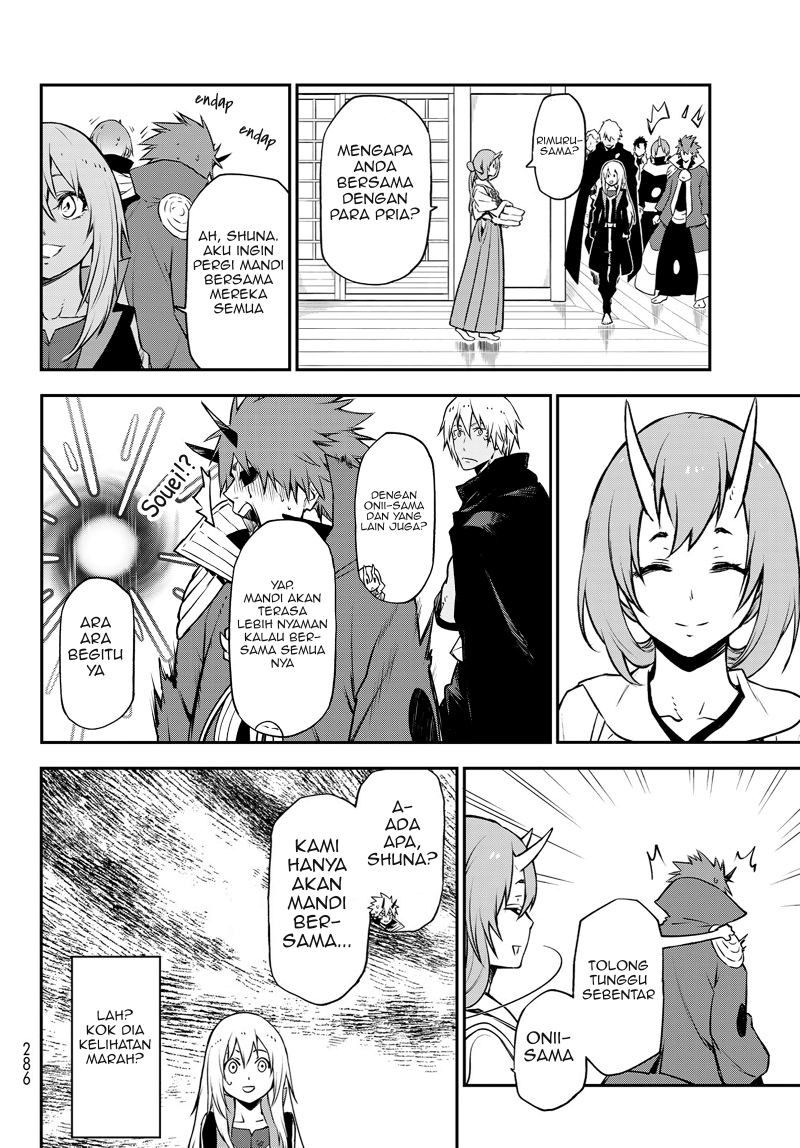 RIMURU-
SAMA?
MENGAPA
ANDA
BERSAMA
DENGAN
PARA PRIA?
endap
endap
AH, SHUNA.
AKU INGIN
PERGI MANDI
BERSAMA
MEREKA
SEMUA
DENGAN
ONII-SAMA
DAN YANG
LAIN JUGA?
YAP.
MANDI AKAN
TERASA
LEBIH NYAMAN
KALAU BER-
SAMA SEMUA
NYA
Souei!?
ARA
ARA
BEGITU
YA
TOLONG
TUNGGU
SEBENTAR
ONII-
SAMA
A-
ADA
APA,
SHUNA?
KAMI
HANYA
AKAN
MANDI
BER-
SAMA...
LAH?
KOK DIA
KELIHATAN
MARAH?
286